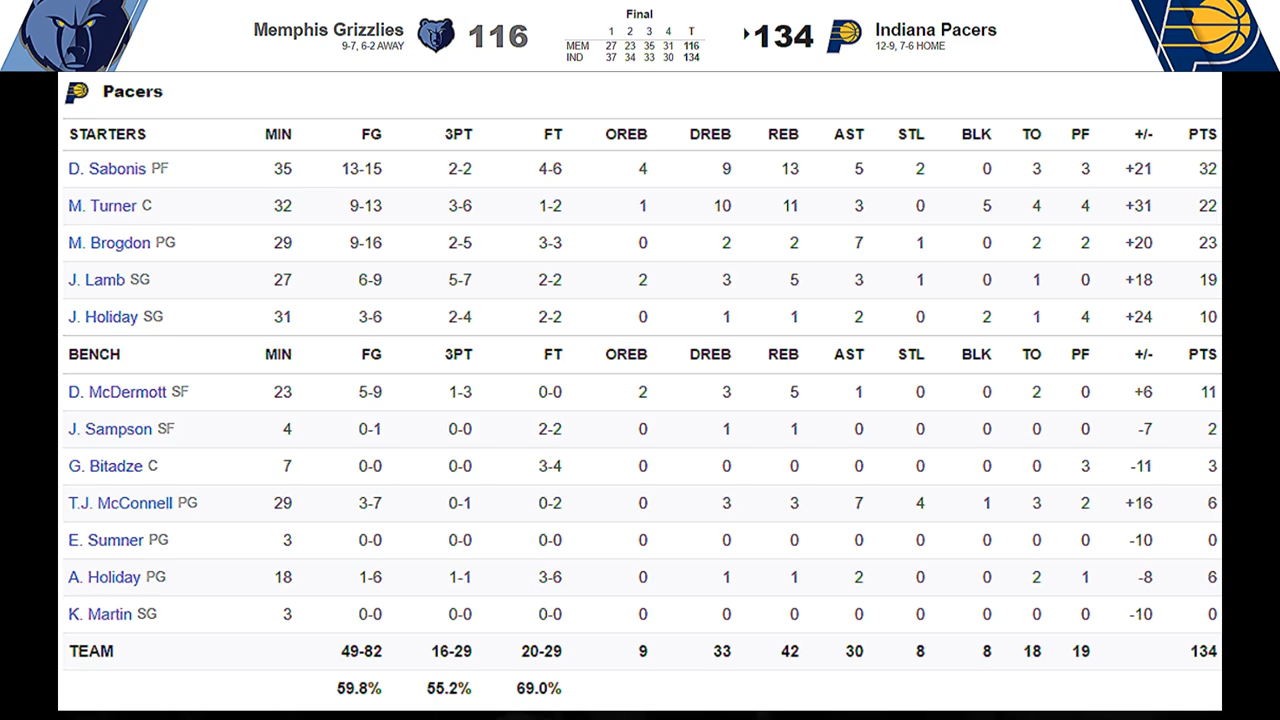 Final
Memphis Grizzlies 116 134 Indiana Pacers
9-7, 6-2 AWAY 12-9, 7-6 HOME
1 2 3 4 T
MEM 27 23 35 31 116
IND 37 34 33 30 134
Pacers
STARTERS MIN FG 3PT FT OREB DREB REB AST STL BLK TO PF +/- PTS
D. Sabonis PF 35 13-15 2-2 4-6 4 9 13 5 2 0 3 3 +21 32
M. Turner C 32 9-13 3-6 1-2 1 10 11 3 0 5 4 4 +31 22
M. Brogdon PG 29 9-16 2-5 3-3 0 2 2 7 1 0 2 2 +20 23
J. Lamb SG 27 6-9 5-7 2-2 2 3 5 3 1 0 1 0 +18 19
J. Holiday SG 31 3-6 2-4 2-2 0 1 1 2 0 2 1 4 +24 10
BENCH MIN FG 3PT FT OREB DREB REB AST STL BLK TO PF +/- PTS
D. McDermott SF 23 5-9 1-3 0-0 2 3 5 1 0 0 2 0 +6 11
J. Sampson SF 4 0-1 0-0 2-2 0 1 1 0 0 0 0 0 -7 2
G. Bitadze C 7 0-0 0-0 3-4 0 0 0 0 0 0 0 3 -11 3
T.J. McConnell PG 29 3-7 0-1 0-2 0 3 3 7 4 1 3 2 +16 6
E. Sumner PG 3 0-0 0-0 0-0 0 0 0 0 0 0 0 0 -10 0
A. Holiday PG 18 1-6 1-1 3-6 0 1 1 2 0 0 2 1 -8 6
K. Martin SG 3 0-0 0-0 0-0 0 0 0 0 0 0 0 0 -10 0
TEAM 49-82 16-29 20-29 9 33 42 30 8 8 18 19 134
59.8% 55.2% 69.0%